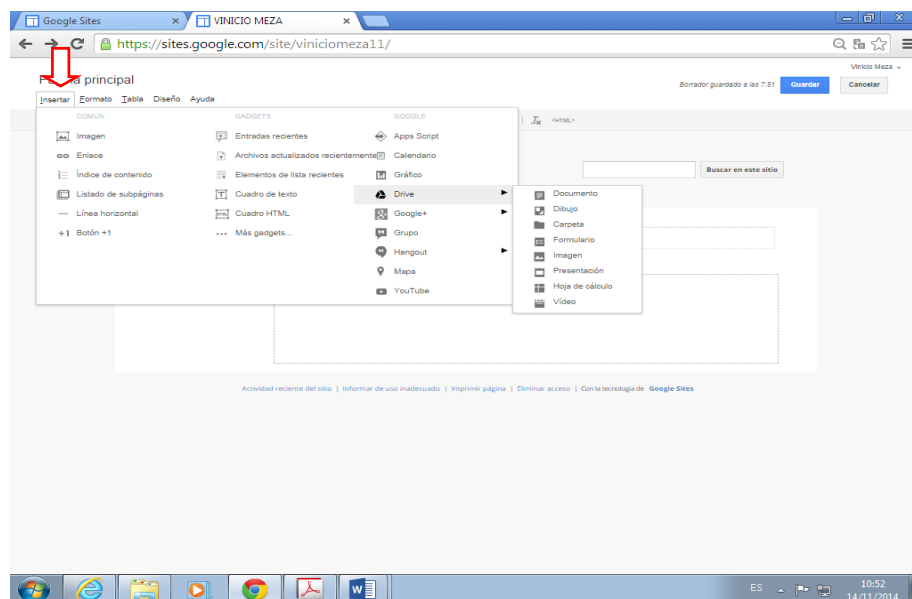 Google Sites
VINICIO MEZA
https://sites.google.com/site/viniciomeza11/
Vinicio Meza
principal
Borrador guardado a las 7:51
Guardar
Cancelar
Insertar Formato Tabla Diseño Ayuda
COMÚN
Imagen
Enlace
Índice de contenido
Listado de subpáginas
Línea horizontal
+1 Botón +1
GADGETS
Entradas recientes
Archivos actualizados recientemente
Elementos de lista recientes
Cuadro de texto
HTML Cuadro HTML
Más gadgets...
GOOGLE
Apps Script
Calendario
Gráfico
Drive
Google+
Grupo
Hangout
Mapa
YouTube
Documento
Dibujo
Carpeta
Formulario
Imagen
Presentación
Hoja de cálculo
Vídeo
<HTML>
Buscar en este sitio
Actividad reciente del sitio | Informar de uso inadecuado | Imprimir página | Eliminar acceso | Con la tecnología de Google Sites
ES
10:52
14/11/2014